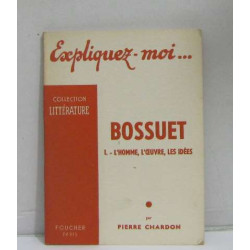 Expliquez-moi...
COLLECTION
LITTÉRATURE
BOSSUET
I. - L'HOMME, L'ŒUVRE, LES IDÉES
par
PIERRE CHARDON
FOUCHER
PARIS